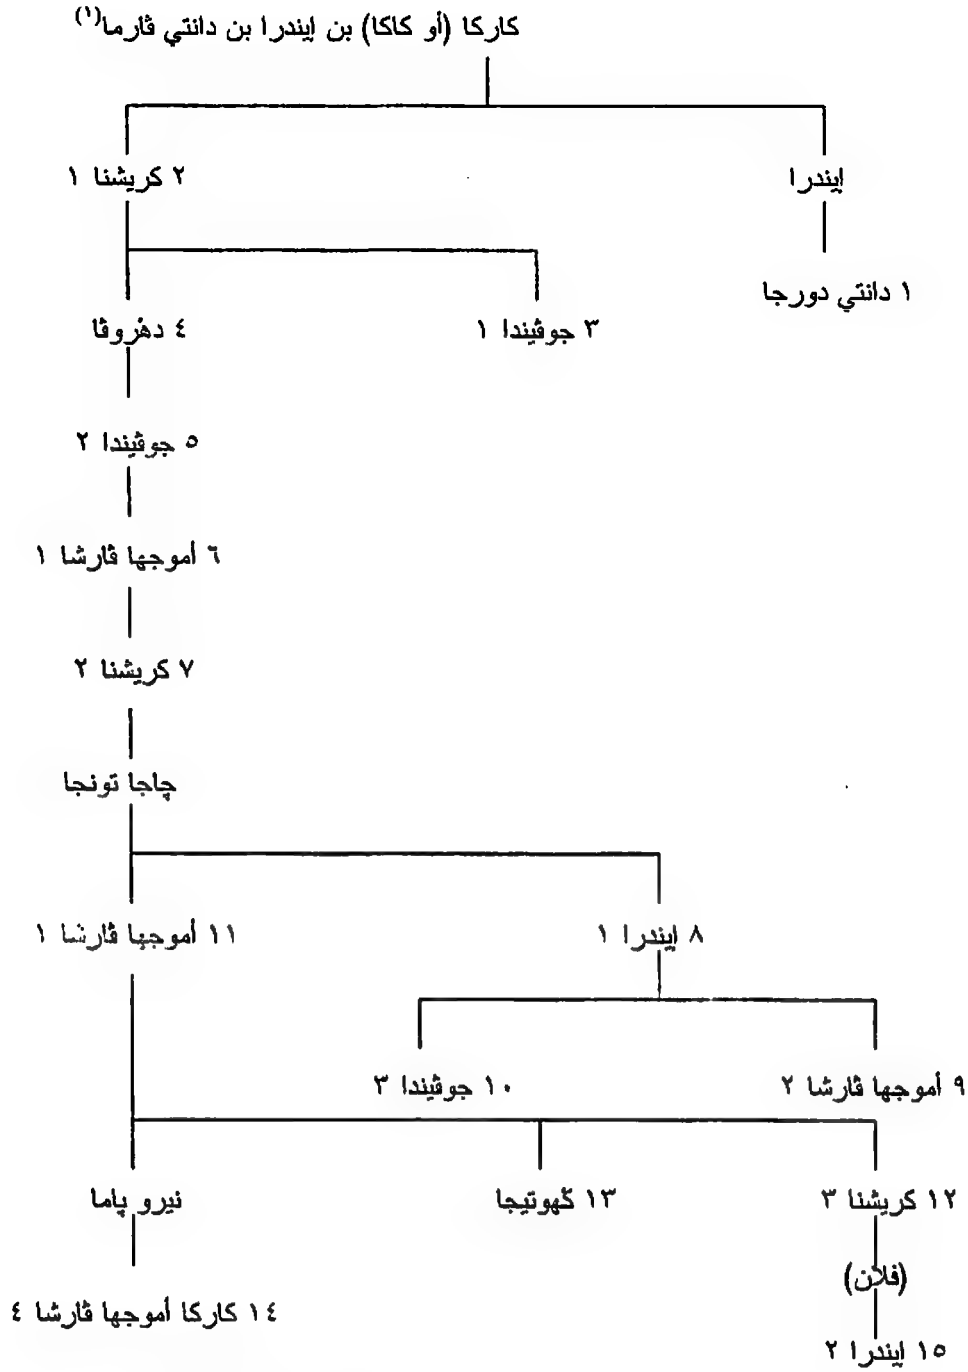 كاركا (أو كاكا) بن إيندرا بن دانتي ڤارما(١)
إيندرا
٢ كريشنا ١
١ دانتي دورجا
٣ جوڤيندا ١
٤ دهروڤا
٥ جوڤيندا ٢
٦ أموجها ڤارشا ١
٧ كريشنا ٢
چاجا تونجا
٨ إيندرا ١
١١ أموجها ڤارشا ١
٩ أموجها ڤارشا ٢
١٠ جوڤيندا ٣
١٢ كريشنا ٣
١٣ گهوتيجا
نيرو پاما
(فلان)
١٤ كاركا أموجها ڤارشا ٤
١٥ إيندرا ٢